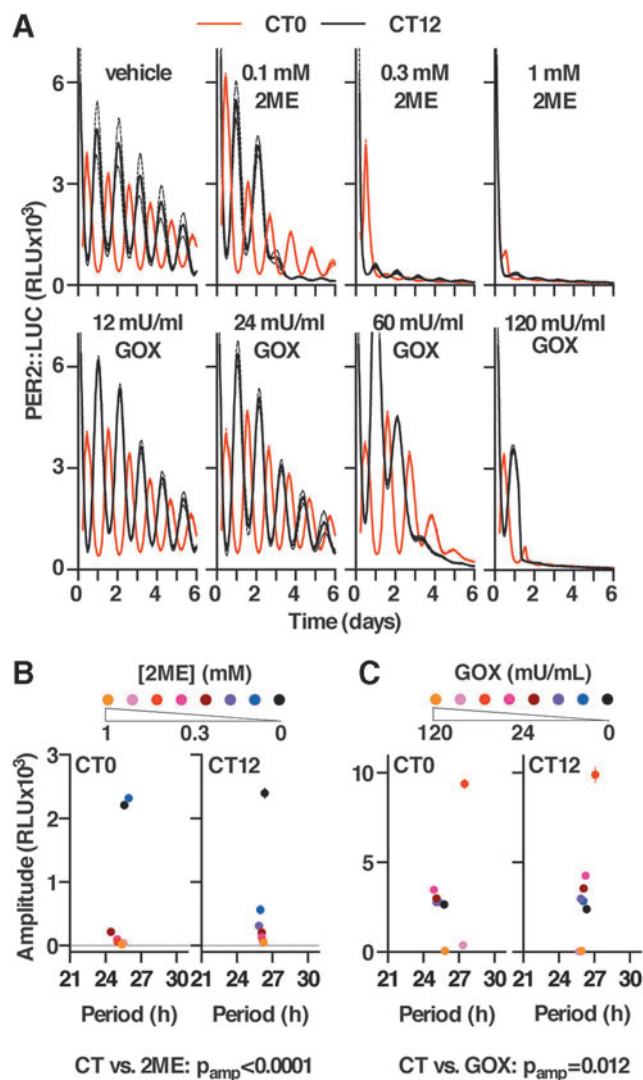 A
CT0 CT12
vehicle 0.1 mM 0.3 mM 1 mM
2ME 2ME 2ME
6
3
0
12 mU/ml 24 mU/ml 60 mU/ml 120 mU/ml
GOX GOX GOX GOX
6
3
0
0 2 4 6 0 2 4 6 0 2 4 6 0 2 4 6
PER2::LUC (RLUx10³)
Time (days)
B
[2ME] (mM)
1 0.3 0
CT0 CT12
3
2
1
0
Amplitude (RLUx10³)
21 24 27 30 21 24 27 30
Period (h) Period (h)
CT vs. 2ME: pamp<0.0001
C
GOX (mU/mL)
120 24 0
CT0 CT12
10
5
0
21 24 27 30 21 24 27 30
Period (h) Period (h)
CT vs. GOX: pamp=0.012